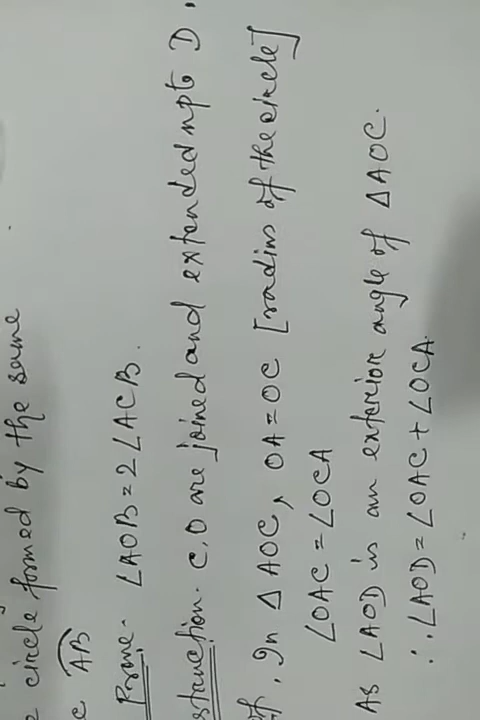 circle formed by the same
c AB
Prove. ∠AOB = 2∠ACB.
stauction. C, O are joined and extended upto D.
f. In △AOC, OA = OC [radius of the circle]
∠OAC = ∠OCA
As ∠AOD is an exterior angle of △AOC.
∴ ∠AOD = ∠OAC + ∠OCA.